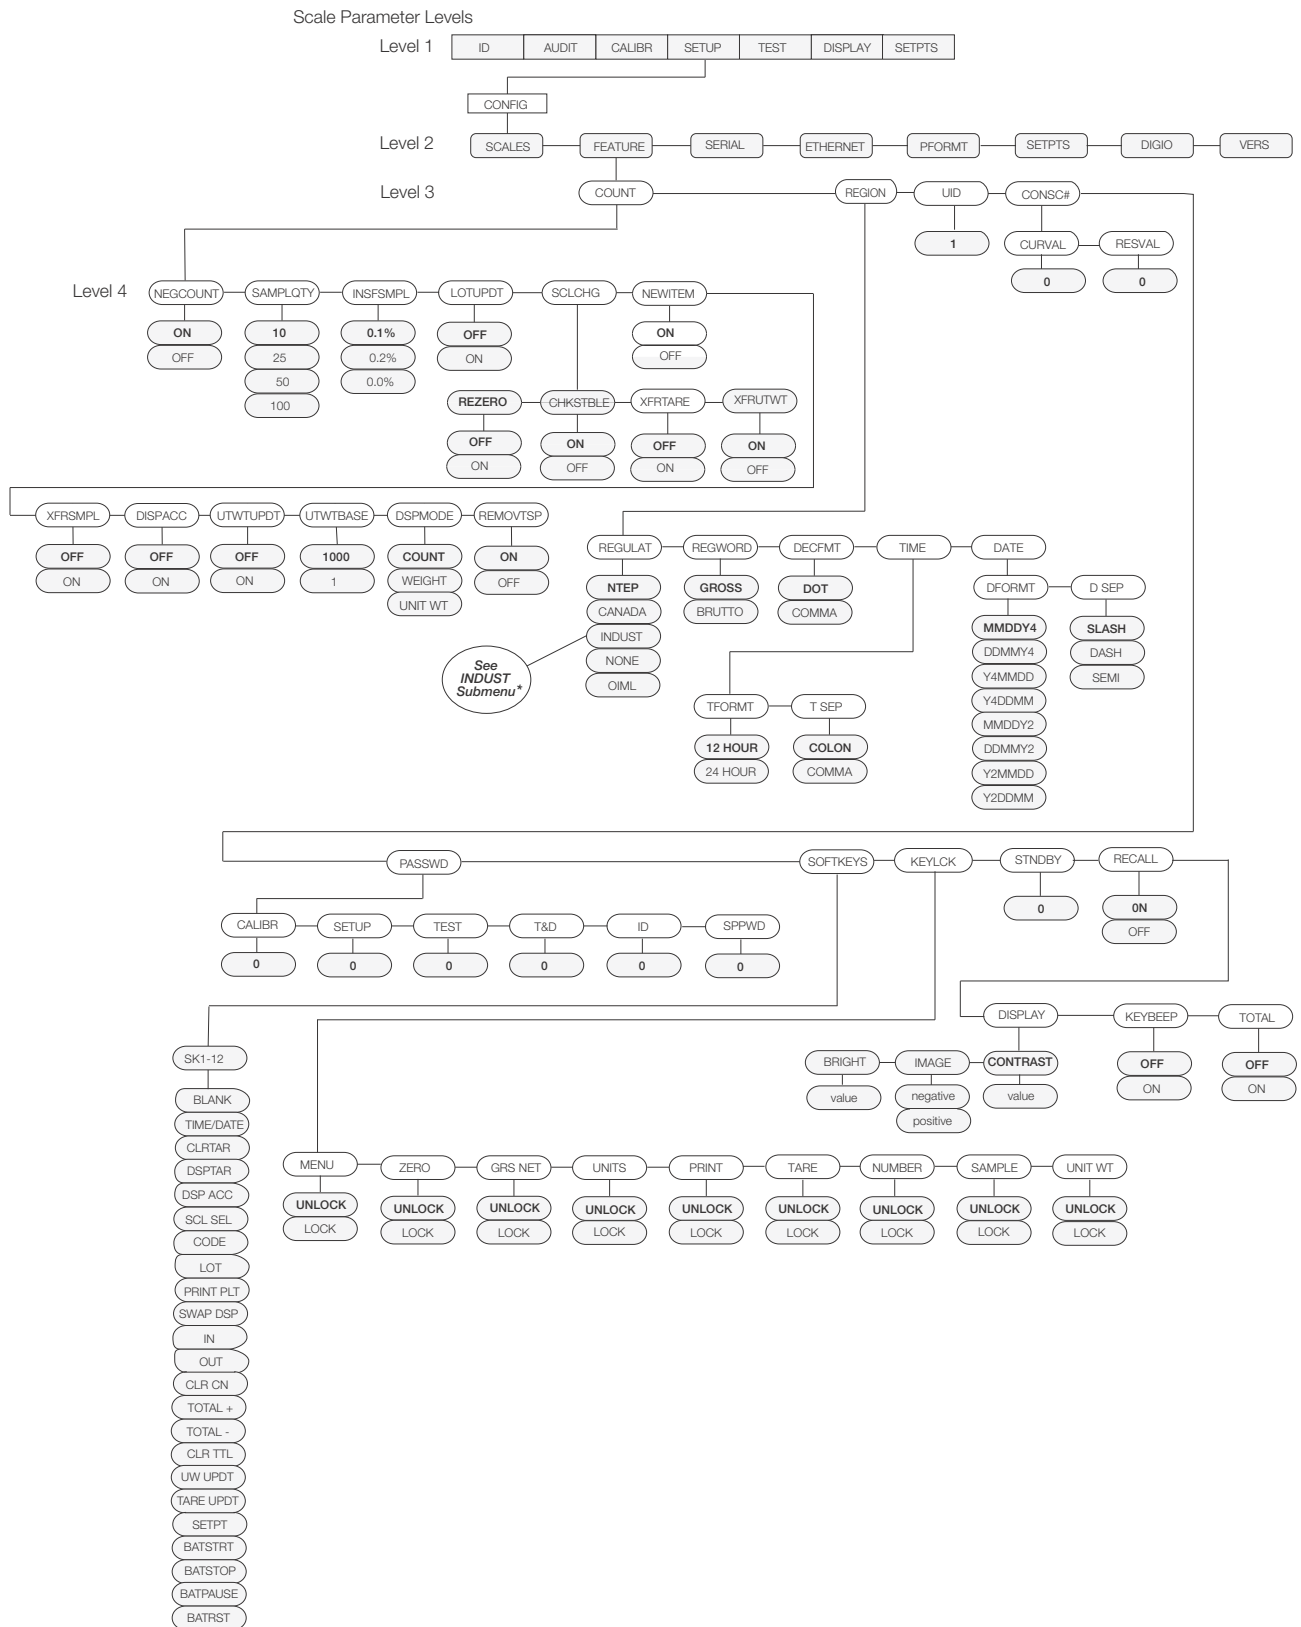 Scale Parameter Levels
Level 1 ID AUDIT CALIBR SETUP TEST DISPLAY SETPTS
CONFIG
Level 2 SCALES FEATURE SERIAL ETHERNET PFORMT SETPTS DIGIO VERS
Level 3 COUNT REGION UID CONSC#
1 CURVAL RESVAL
0 0
Level 4 NEGCOUNT SAMPLQTY INSFSMPL LOTUPDT SCLCHG NEWITEM
ON 10 0.1% OFF ON
OFF 25 0.2% ON OFF
50 0.0%
100
REZERO CHKSTBLE XFRTARE XFRUTWT
OFF ON OFF ON
ON OFF ON OFF
XFRSMPL DISPACC UTWTUPDT UTWTBASE DSPMODE REMOVTSP
OFF OFF OFF 1000 COUNT ON
ON ON ON 1 WEIGHT OFF
UNIT WT
REGULAT REGWORD DECFMT TIME DATE
NTEP GROSS DOT DFORMT D SEP
CANADA BRUTTO COMMA MMDDY4 SLASH
INDUST DDMMY4 DASH
NONE Y4MMDD SEMI
OIML Y4DDMM
See
INDUST
Submenu*
MMDDY2
DDMMY2
Y2MMDD
Y2DDMM
TFORMT T SEP
12 HOUR COLON
24 HOUR COMMA
PASSWD SOFTKEYS KEYLCK STNDBY RECALL
0 0N
OFF
CALIBR SETUP TEST T&D ID SPPWD
0 0 0 0 0 0
DISPLAY KEYBEEP TOTAL
BRIGHT IMAGE CONTRAST OFF OFF
value negative value ON ON
positive
SK1-12
BLANK
TIME/DATE
CLRTAR
DSPTAR
DSP ACC
SCL SEL
CODE
LOT
PRINT PLT
SWAP DSP
IN
OUT
CLR CN
TOTAL +
TOTAL -
CLR TTL
UW UPDT
TARE UPDT
SETPT
BATSTRT
BATSTOP
BATPAUSE
BATRST
MENU ZERO GRS NET UNITS PRINT TARE NUMBER SAMPLE UNIT WT
UNLOCK UNLOCK UNLOCK UNLOCK UNLOCK UNLOCK UNLOCK UNLOCK UNLOCK
LOCK LOCK LOCK LOCK LOCK LOCK LOCK LOCK LOCK